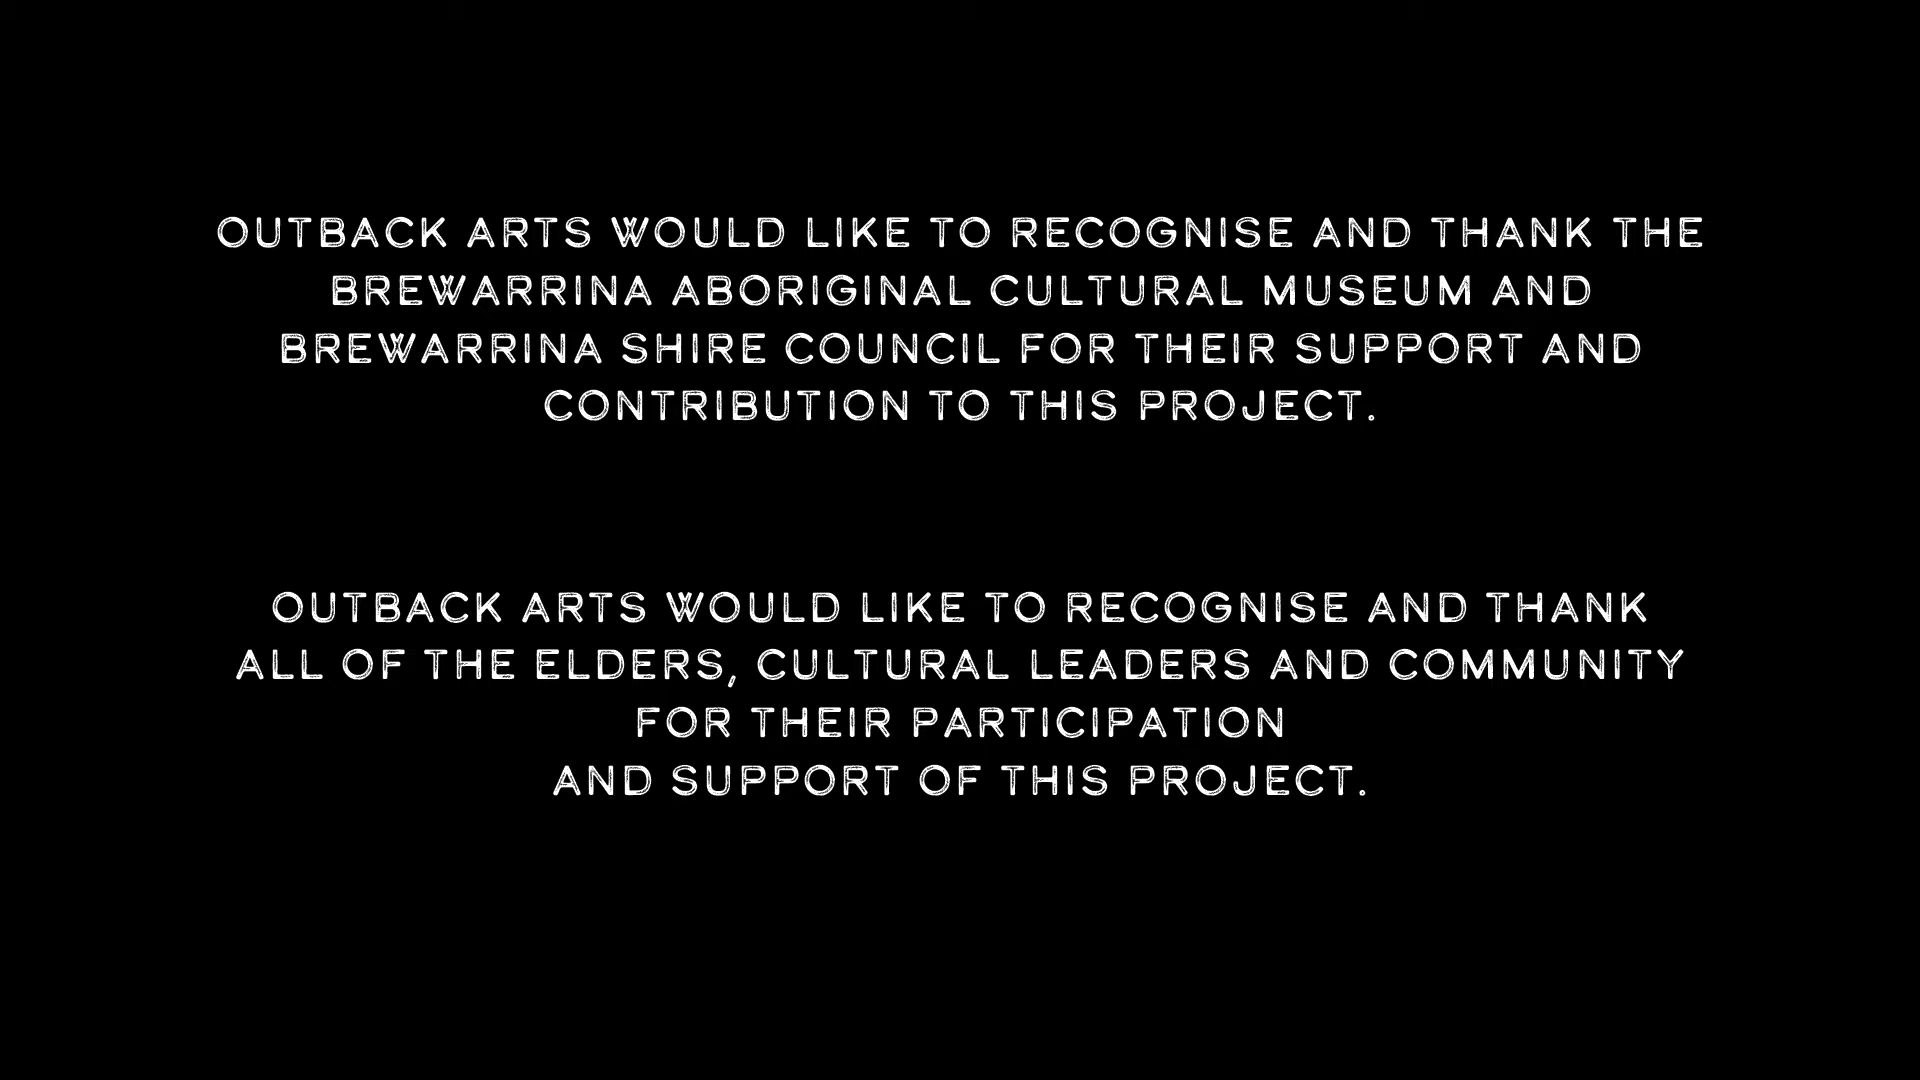 OUTBACK ARTS WOULD LIKE TO RECOGNISE AND THANK THE
BREWARRINA ABORIGINAL CULTURAL MUSEUM AND
BREWARRINA SHIRE COUNCIL FOR THEIR SUPPORT AND
CONTRIBUTION TO THIS PROJECT.
OUTBACK ARTS WOULD LIKE TO RECOGNISE AND THANK
ALL OF THE ELDERS, CULTURAL LEADERS AND COMMUNITY
FOR THEIR PARTICIPATION
AND SUPPORT OF THIS PROJECT.